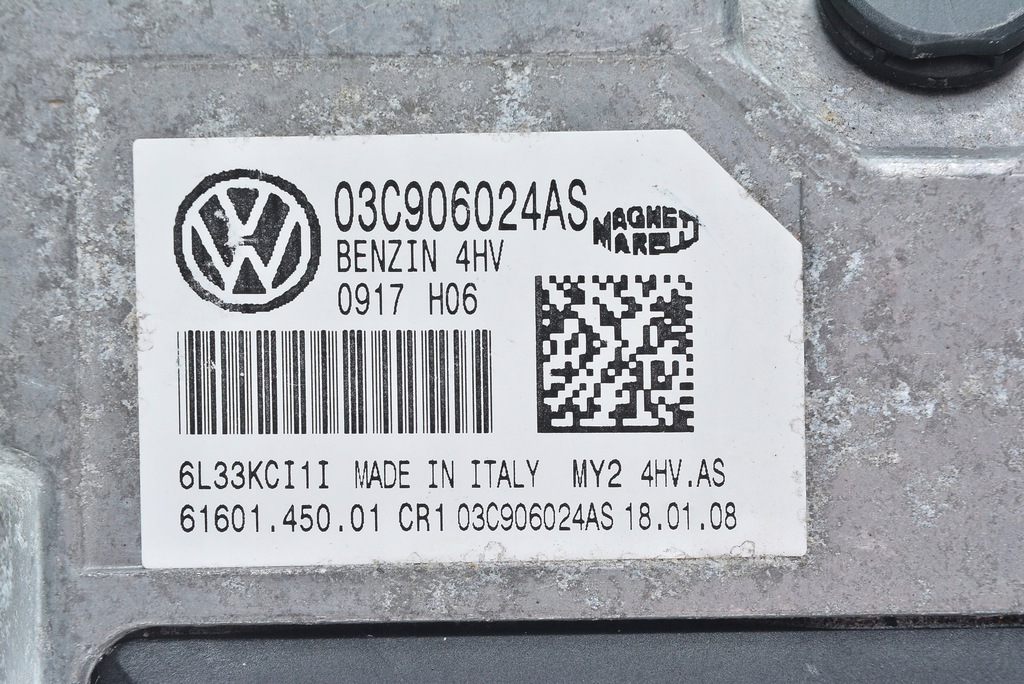 VW
03C906024AS
MAGNETI
MARELLI
BENZIN 4HV
0917 H06
6L33KCI1I MADE IN ITALY MY2 4HV.AS
61601.450.01 CR1 03C906024AS 18.01.08